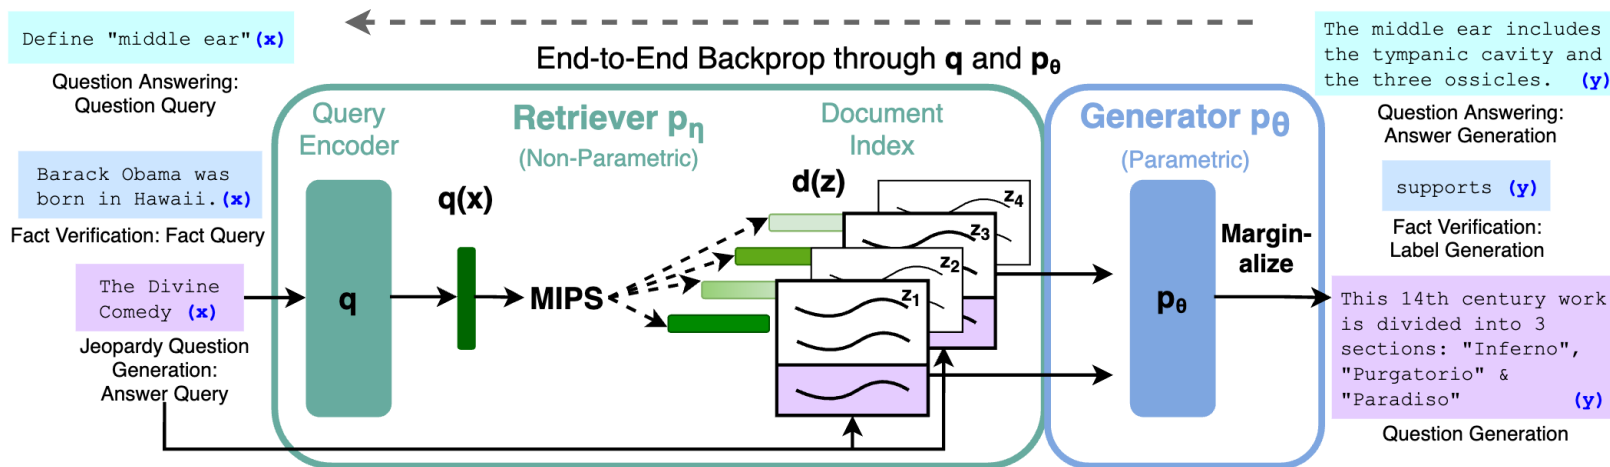 Define "middle ear" (x)
Question Answering:
Question Query
Barack Obama was
born in Hawaii. (x)
Fact Verification: Fact Query
The Divine
Comedy (x)
Jeopardy Question
Generation:
Answer Query
End-to-End Backprop through q and pθ
Query
Encoder
Retriever pη
(Non-Parametric)
Document
Index
q
q(x)
MIPS
d(z)
z4
z3
z2
z1
Generator pθ
(Parametric)
pθ
Margin-
alize
The middle ear includes
the tympanic cavity and
the three ossicles. (y)
Question Answering:
Answer Generation
supports (y)
Fact Verification:
Label Generation
This 14th century work
is divided into 3
sections: "Inferno",
"Purgatorio" &
"Paradiso" (y)
Question Generation